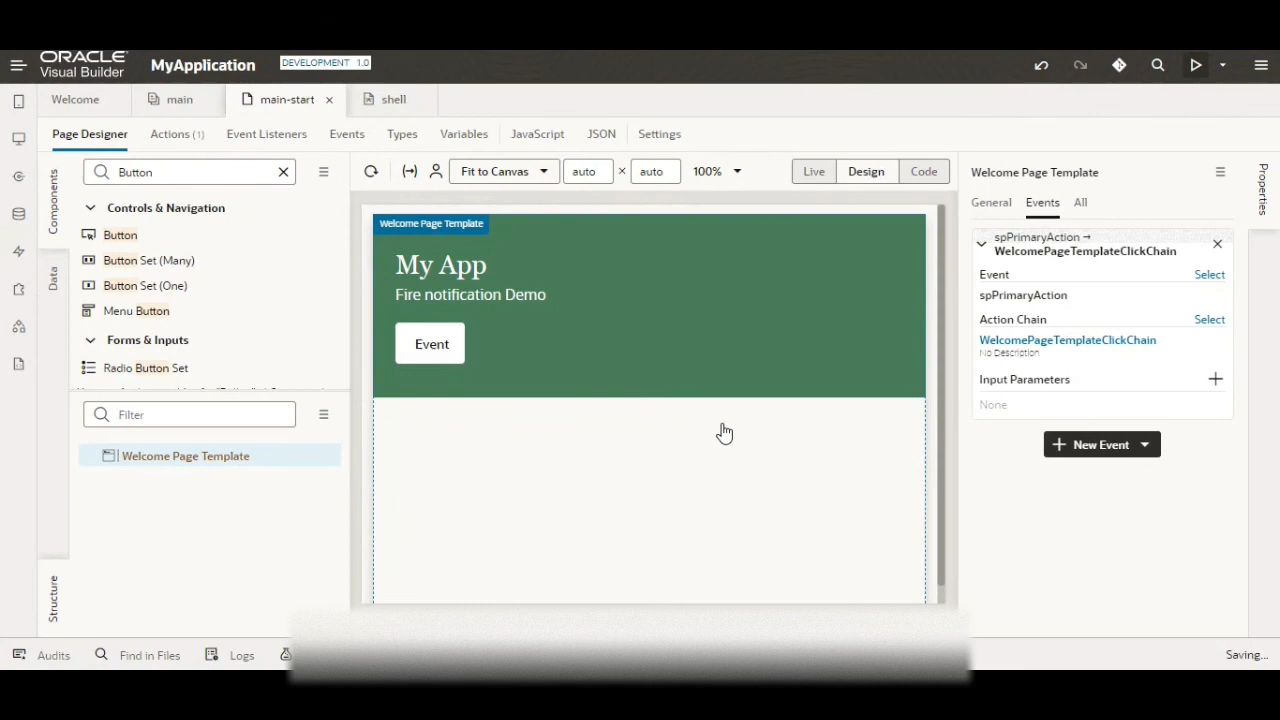 ORACLE
Visual Builder
MyApplication
DEVELOPMENT 1.0
Welcome
main
main-start
shell
Page Designer
Actions (1)
Event Listeners
Events
Types
Variables
JavaScript
JSON
Settings
Components
Data
Structure
Button
Controls & Navigation
Button
Button Set (Many)
Button Set (One)
Menu Button
Forms & Inputs
Radio Button Set
Filter
Welcome Page Template
Fit to Canvas
auto
×
auto
100%
Live
Design
Code
Welcome Page Template
My App
Fire notification Demo
Event
Welcome Page Template
General
Events
All
spPrimaryAction →
WelcomePageTemplateClickChain
Event
Select
spPrimaryAction
Action Chain
Select
WelcomePageTemplateClickChain
No Description
Input Parameters
None
New Event
Properties
Audits
Find in Files
Logs
Saving...